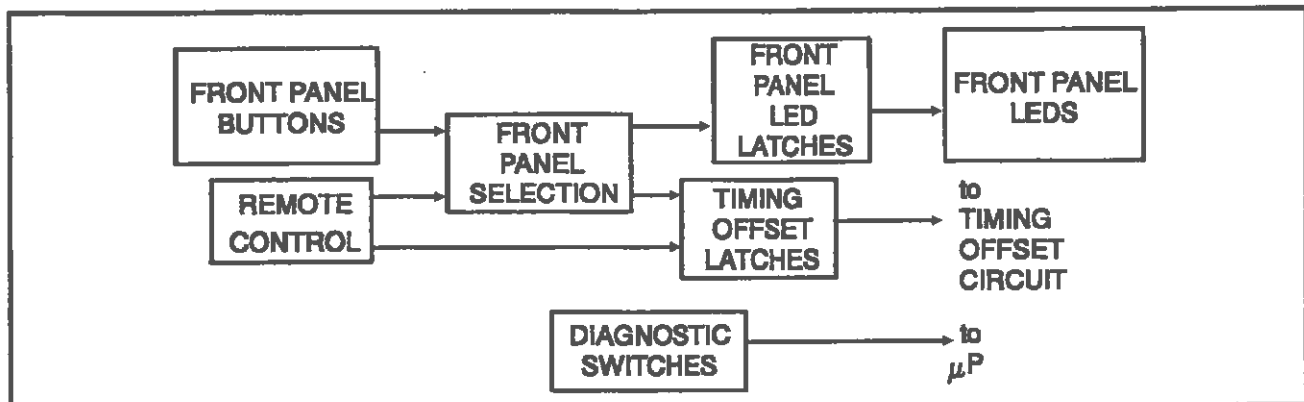 FRONT PANEL
BUTTONS
REMOTE
CONTROL
FRONT
PANEL
SELECTION
FRONT
PANEL
LED
LATCHES
TIMING
OFFSET
LATCHES
FRONT PANEL
LEDS
to
TIMING
OFFSET
CIRCUIT
DIAGNOSTIC
SWITCHES
to
μP